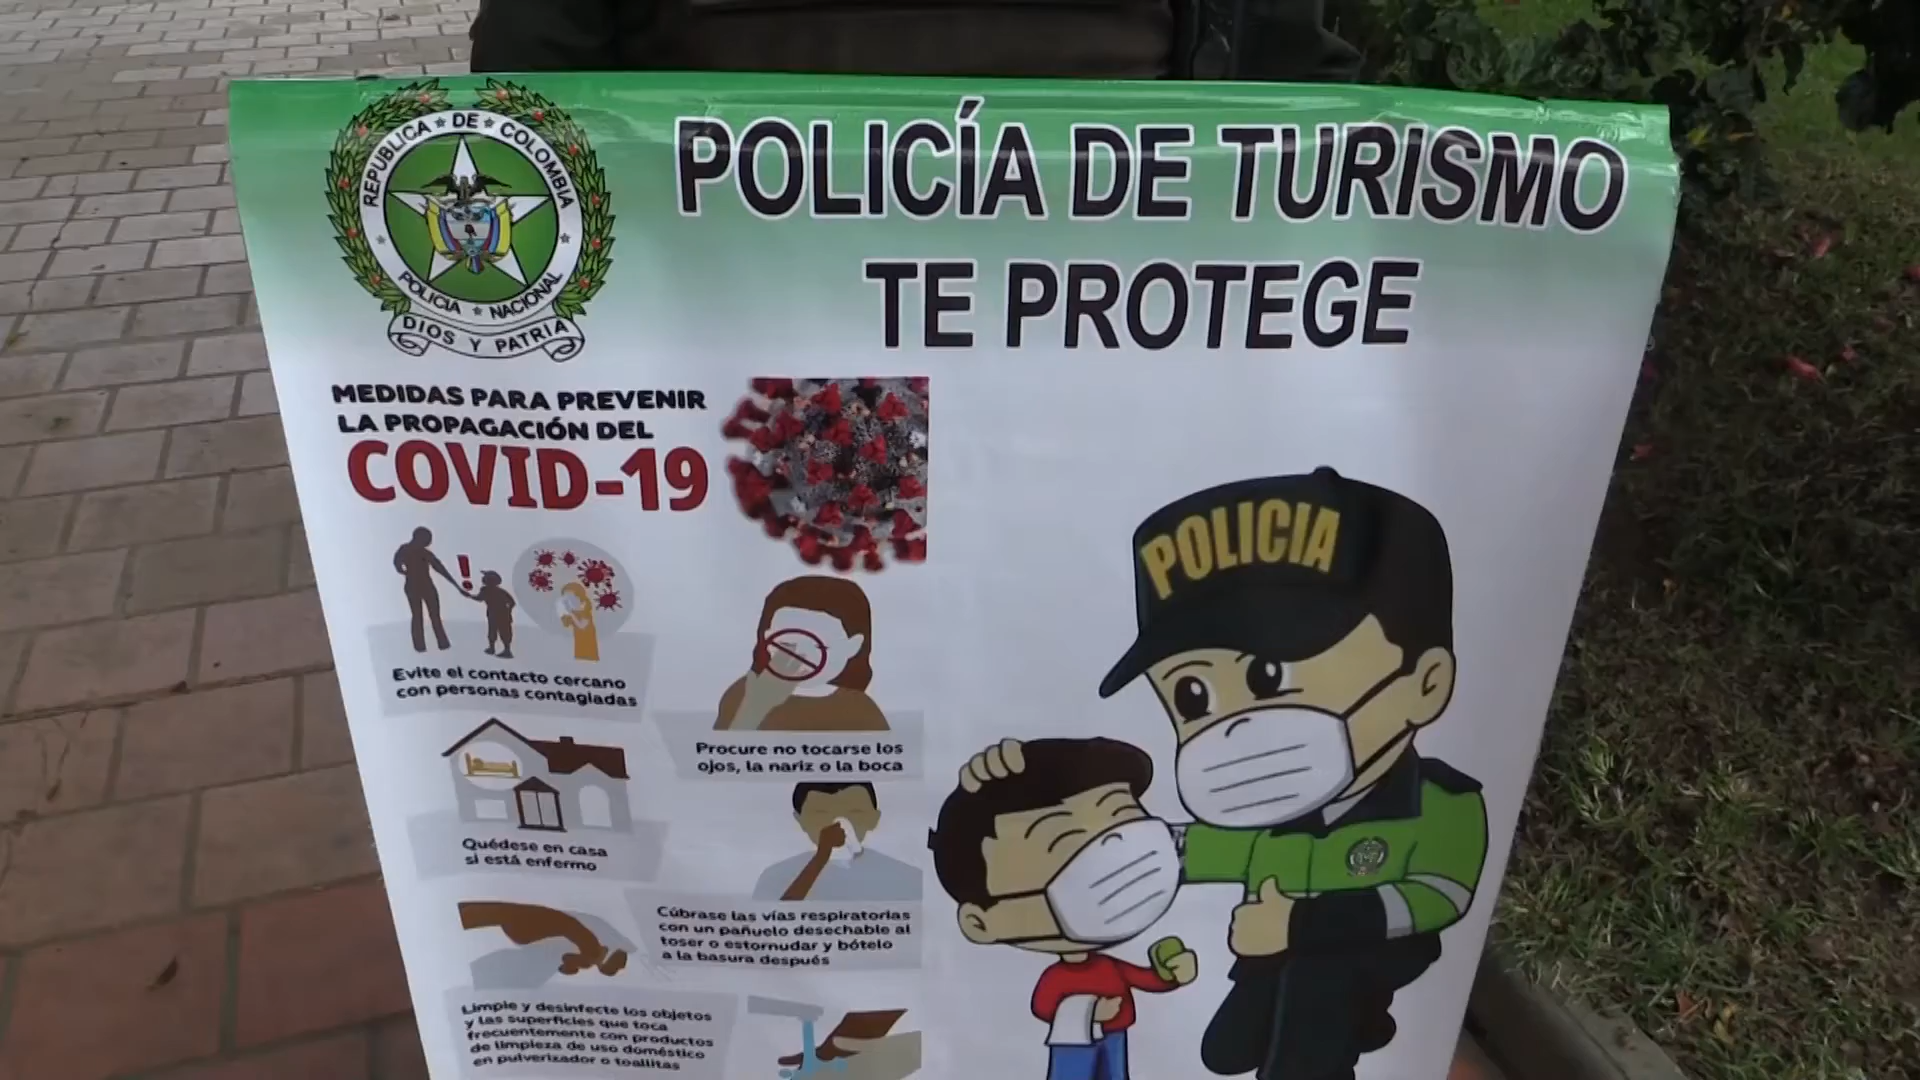 REPUBLICA DE COLOMBIA
POLICIA NACIONAL
DIOS Y PATRIA
POLICÍA DE TURISMO
TE PROTEGE
MEDIDAS PARA PREVENIR
LA PROPAGACIÓN DEL
COVID-19
Evite el contacto cercano
con personas contagiadas
Procure no tocarse los
ojos, la nariz o la boca
Quédese en casa
si está enfermo
Cúbrase las vías respiratorias
con un pañuelo desechable al
toser o estornudar y bótelo
a la basura después
Limpie y desinfecte los objetos
y las superficies que toca
frecuentemente con productos
de limpieza de uso doméstico
en pulverizador o toallitas
POLICIA